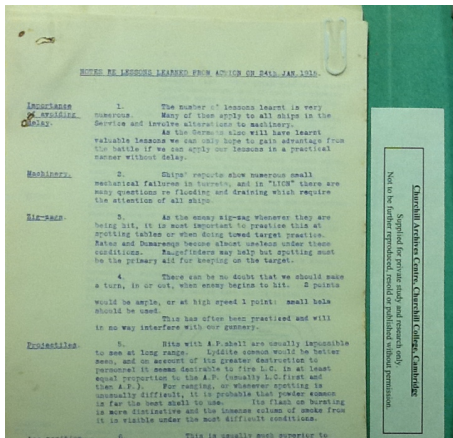 NOTES RE LESSONS LEARNED FROM ACTION ON 24th JAN 1915.
Importance of avoiding delay.
1. The number of lessons learnt is very
numerous. Many of them apply to all ships in the
Service and involve alterations to machinery.
As the Germans also will have learnt
valuable lessons we can only hope to gain advantage from
the battle if we can apply our lessons in a practical
manner without delay.
Machinery.
2. Ships' reports show numerous small
mechanical failures in turrets, and in "LION" there are
many questions re flooding and draining which require
the attention of all ships
Zig-zags.
3. As the enemy zig-zag whenever they are
being hit, it is most important to practise this at
spotting tables or when doing towed target practise.
Rates and Dumaresqs become almost useless under these
conditions. Rangefinders may help but spotting must
be the primary aid for keeping on the target.
4. There can be no doubt that we should make
a turn, in or out, when enemy begins to hit. 2 points
would be ample, or at high speed 1 point: small helm
should be used.
This has often been practised and will
in no way interfere with our gunnery.
Projectiles.
5. Hits with A.P. shell are usually impossible
to see at long range. Lyddite common would be better
seen, and on account of its greater destruction to
personnel it seems desirable to fire L.C. in at least
equal proportion to the A.P. (usually L.C. first and
then A.P.) For ranging, or whenever spotting is
unusually difficult, it is probable that powder common
is far the best shell to use. Its flash on bursting
is more distinctive and the immense column of smoke from
it is visible under the most difficult conditions.
6. This is usually much superior to
Churchill Archives Centre, Churchill College, Cambridge
Supplied for private study and research only.
Not to be further reproduced, resold or published without permission.